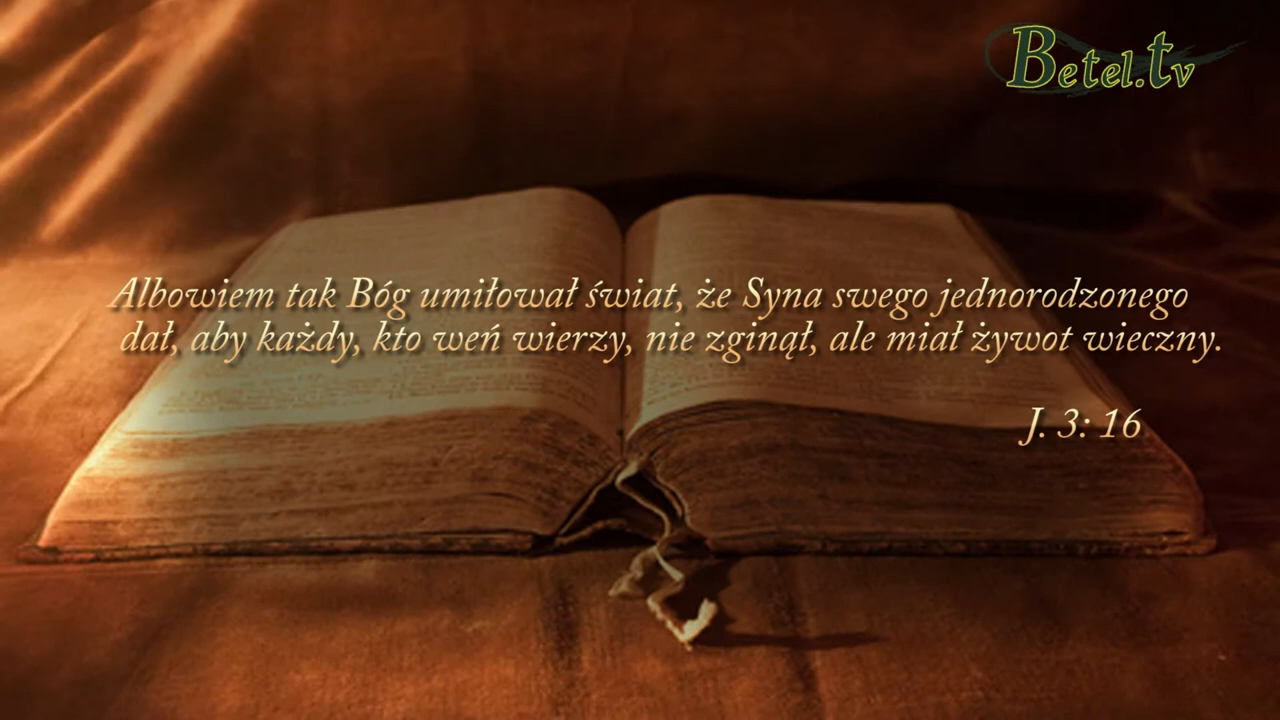 Betel.tv
Albowiem tak Bóg umiłował świat, że Syna swego jednorodzonego
dał, aby każdy, kto weń wierzy, nie zginął, ale miał żywot wieczny.
J. 3: 16